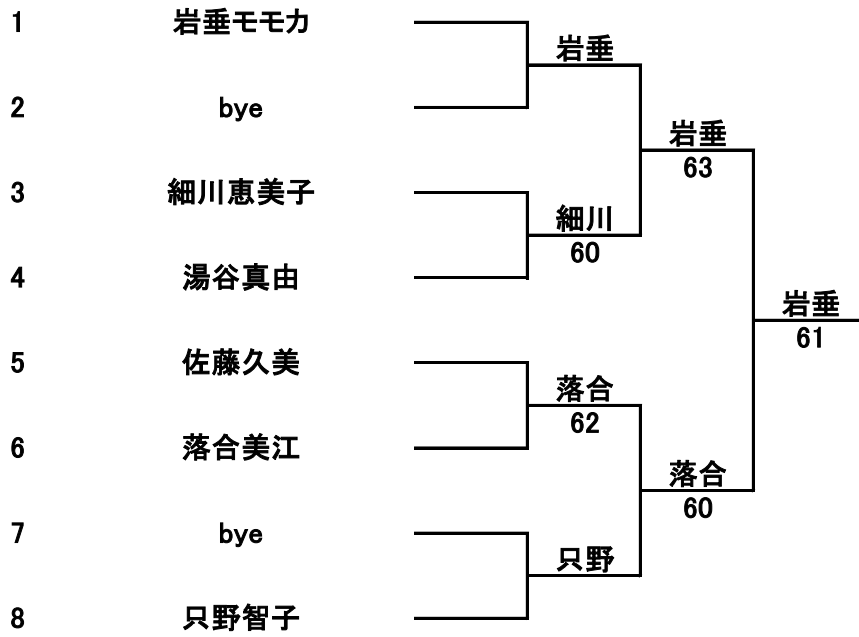 1 岩垂モモカ
岩垂
2 bye
岩垂
63
3 細川恵美子
細川
60
4 湯谷真由
岩垂
61
5 佐藤久美
落合
62
6 落合美江
落合
60
7 bye
只野
8 只野智子